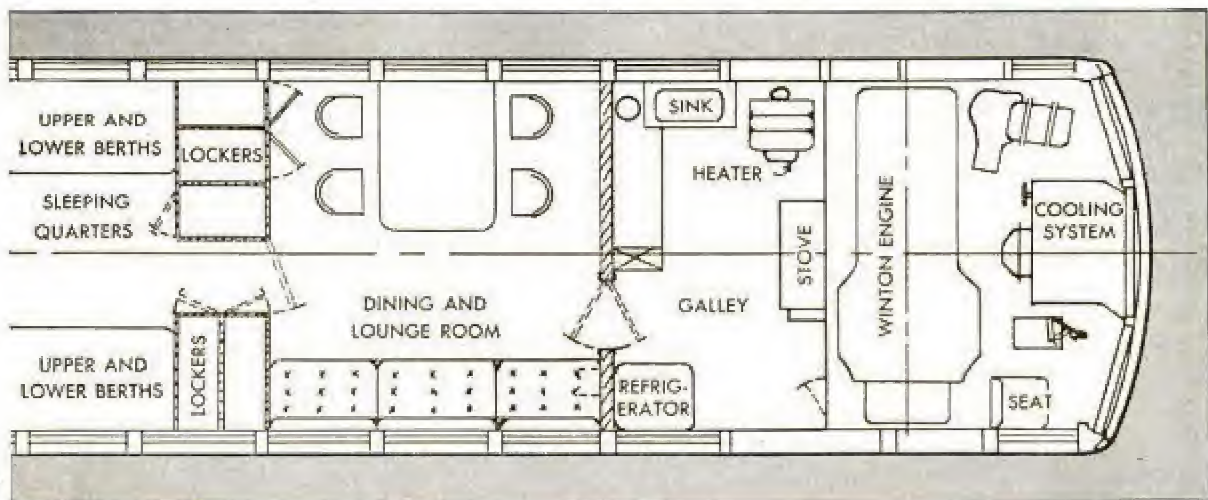 UPPER AND
LOWER BERTHS
LOCKERS
SLEEPING
QUARTERS
UPPER AND
LOWER BERTHS
LOCKERS
DINING AND
LOUNGE ROOM
SINK
HEATER
STOVE
GALLEY
REFRIG-
ERATOR
WINTON ENGINE
COOLING
SYSTEM
SEAT